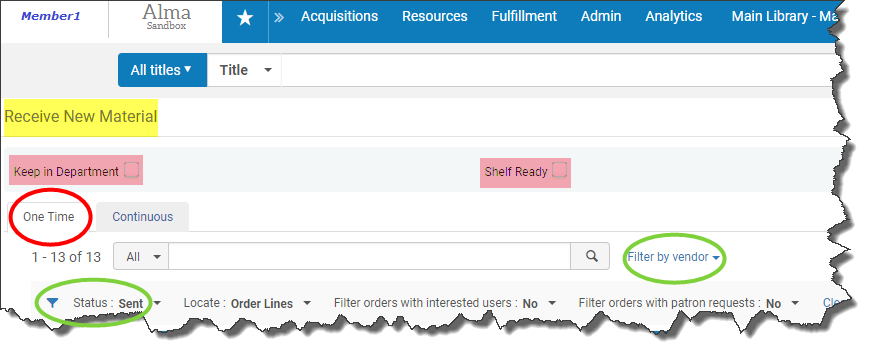 Member1 Alma Acquisitions Resources Fulfillment Admin Analytics Main Library - Ma
Sandbox
All titles Title
Receive New Material
Keep in Department Shelf Ready
One Time Continuous
1 - 13 of 13 All Filter by vendor
Status : Sent Locate : Order Lines Filter orders with interested users : No Filter orders with patron requests : No Cle